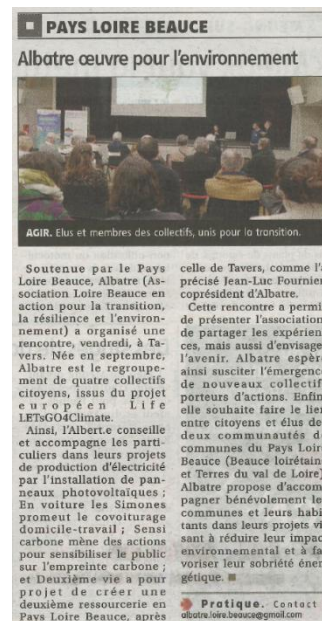 PAYS LOIRE BEAUCE
Albatre œuvre pour l'environnement
AGIR. Elus et membres des collectifs, unis pour la transition.
Soutenue par le Pays
Loire Beauce, Albatre (As-
sociation Loire Beauce en
action pour la transition,
la résilience et l'environ-
nement) a organisé une
rencontre, vendredi, à Ta-
vers. Née en septembre,
Albatre est le regroupe-
ment de quatre collectifs
citoyens, issus du projet
européen Life
LETsGO4Climate.
Ainsi, l'Albert.e conseille
et accompagne les parti-
culiers dans leurs projets
de production d'électricité
par l'installation de pan-
neaux photovoltaïques ;
En voiture les Simones
promeut le covoiturage
domicile-travail ; Sensi
carbone mène des actions
pour sensibiliser le public
sur l'empreinte carbone ;
et Deuxième vie a pour
projet de créer une
deuxième ressourcerie en
Pays Loire Beauce, après
celle de Tavers, comme l'a
précisé Jean-Luc Fournier
coprésident d'Albatre.
Cette rencontre a permi
de présenter l'association
de partager les expérien
ces, mais aussi d'envisage
l'avenir. Albatre espèr
ainsi susciter l'émergenc
de nouveaux collectif
porteurs d'actions. Enfin
elle souhaite faire le lien
entre citoyens et élus de
deux communautés d
communes du Pays Loir
Beauce (Beauce loirétain
et Terres du val de Loire)
Albatre propose d'accom
pagner bénévolement le
communes et leurs habi
tants dans leurs projets vi
sant à réduire leur impac
environnemental et à fa
voriser leur sobriété éner
gétique.
Pratique. Contact
albatre.loire.beauce@gmail.com